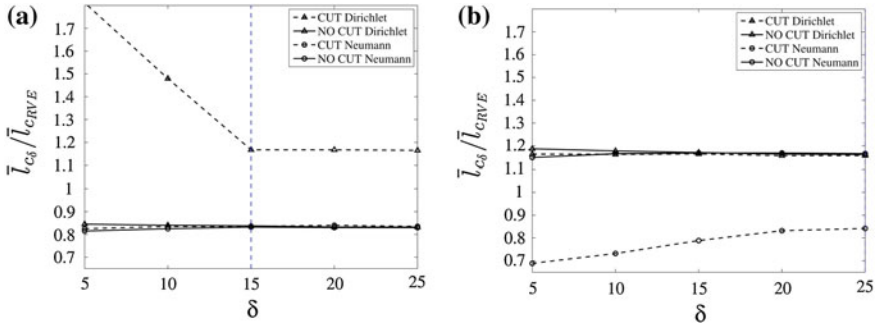 (a)
1.7
1.6
1.5
1.4
1.3
1.2
1.1
1
0.9
0.8
0.7
5
10
15
20
25
δ
l̄cδ/l̄cRVE
CUT Dirichlet
NO CUT Dirichlet
CUT Neumann
NO CUT Neumann
(b)
1.7
1.6
1.5
1.4
1.3
1.2
1.1
1
0.9
0.8
0.7
5
10
15
20
25
δ
l̄cδ/l̄cRVE
CUT Dirichlet
NO CUT Dirichlet
CUT Neumann
NO CUT Neumann